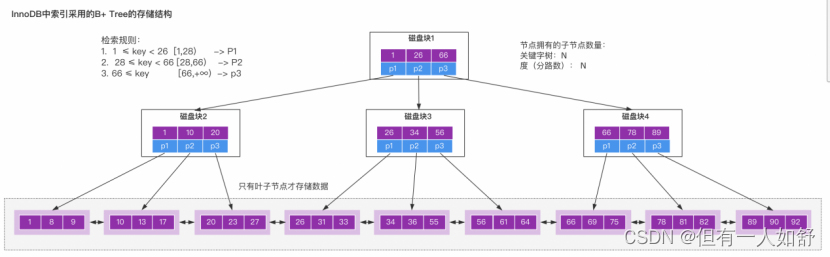 InnoDB中索引采用的B+ Tree的存储结构
检索规则：
1. 1 ≤ key < 26 [1,28) -> P1
2. 28 ≤ key < 66 [28,66) -> P2
3. 66 ≤ key [66,+∞) -> p3
磁盘块1
1 26 66
p1 p2 p3
节点拥有的子节点数量：
关键字树：N
度（分路数）： N
磁盘块2
1 10 20
p1 p2 p3
磁盘块3
26 34 56
p1 p2 p3
磁盘块4
66 78 89
p1 p2 p3
只有叶子节点才存储数据
1 8 9 10 13 17 20 23 27 26 31 33 34 36 55 56 61 64 66 69 75 78 81 82 89 90 92
CSDN @但有一人如舒